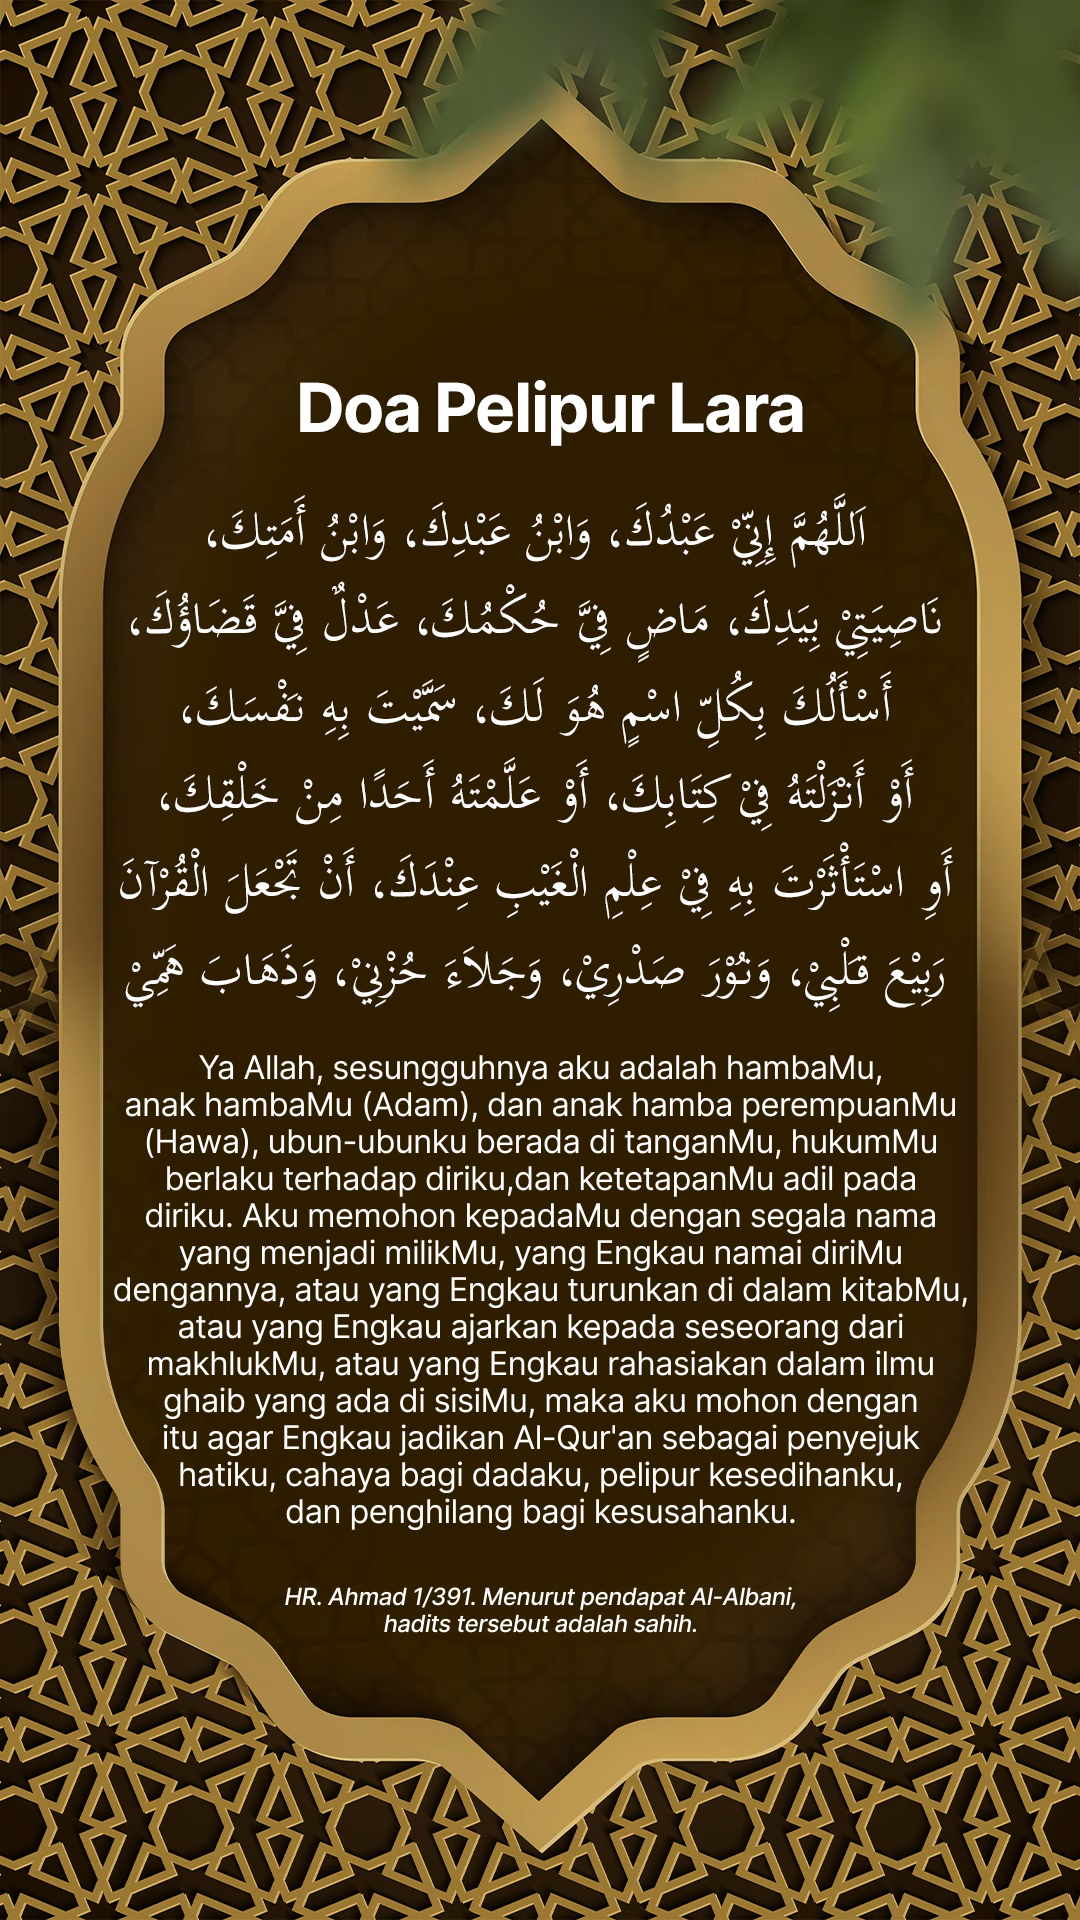 Doa Pelipur Lara
اَللَّهُمَّ إِنِّيْ عَبْدُكَ، وَابْنُ عَبْدِكَ، وَابْنُ أَمَتِكَ،
نَاصِيَتِيْ بِيَدِكَ، مَاضٍ فِيَّ حُكْمُكَ، عَدْلٌ فِيَّ قَضَاؤُكَ،
أَسْأَلُكَ بِكُلِّ اسْمٍ هُوَ لَكَ، سَمَّيْتَ بِهِ نَفْسَكَ،
أَوْ أَنْزَلْتَهُ فِيْ كِتَابِكَ، أَوْ عَلَّمْتَهُ أَحَدًا مِنْ خَلْقِكَ،
أَوِ اسْتَأْثَرْتَ بِهِ فِيْ عِلْمِ الْغَيْبِ عِنْدَكَ، أَنْ تَجْعَلَ الْقُرْآنَ
رَبِيْعَ قَلْبِيْ، وَنُوْرَ صَدْرِيْ، وَجَلاَءَ حُزْنِيْ، وَذَهَابَ هَمِّيْ
Ya Allah, sesungguhnya aku adalah hambaMu,
anak hambaMu (Adam), dan anak hamba perempuanMu
(Hawa), ubun-ubunku berada di tanganMu, hukumMu
berlaku terhadap diriku,dan ketetapanMu adil pada
diriku. Aku memohon kepadaMu dengan segala nama
yang menjadi milikMu, yang Engkau namai diriMu
dengannya, atau yang Engkau turunkan di dalam kitabMu,
atau yang Engkau ajarkan kepada seseorang dari
makhlukMu, atau yang Engkau rahasiakan dalam ilmu
ghaib yang ada di sisiMu, maka aku mohon dengan
itu agar Engkau jadikan Al-Qur'an sebagai penyejuk
hatiku, cahaya bagi dadaku, pelipur kesedihanku,
dan penghilang bagi kesusahanku.
HR. Ahmad 1/391. Menurut pendapat Al-Albani,
hadits tersebut adalah sahih.